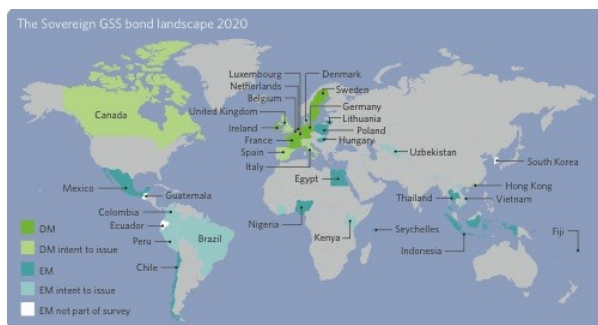 The Sovereign GSS bond landscape 2020
Luxembourg
Netherlands
Belgium
United Kingdom
Ireland
France
Spain
Italy
Denmark
Sweden
Germany
Lithuania
Poland
Hungary
Canada
Uzbekistan
South Korea
Hong Kong
Vietnam
Thailand
Egypt
Mexico
Guatemala
Colombia
Ecuador
Peru
Brazil
Chile
Nigeria
Kenya
Seychelles
Indonesia
Fiji
DM
DM intent to issue
EM
EM intent to issue
EM not part of survey